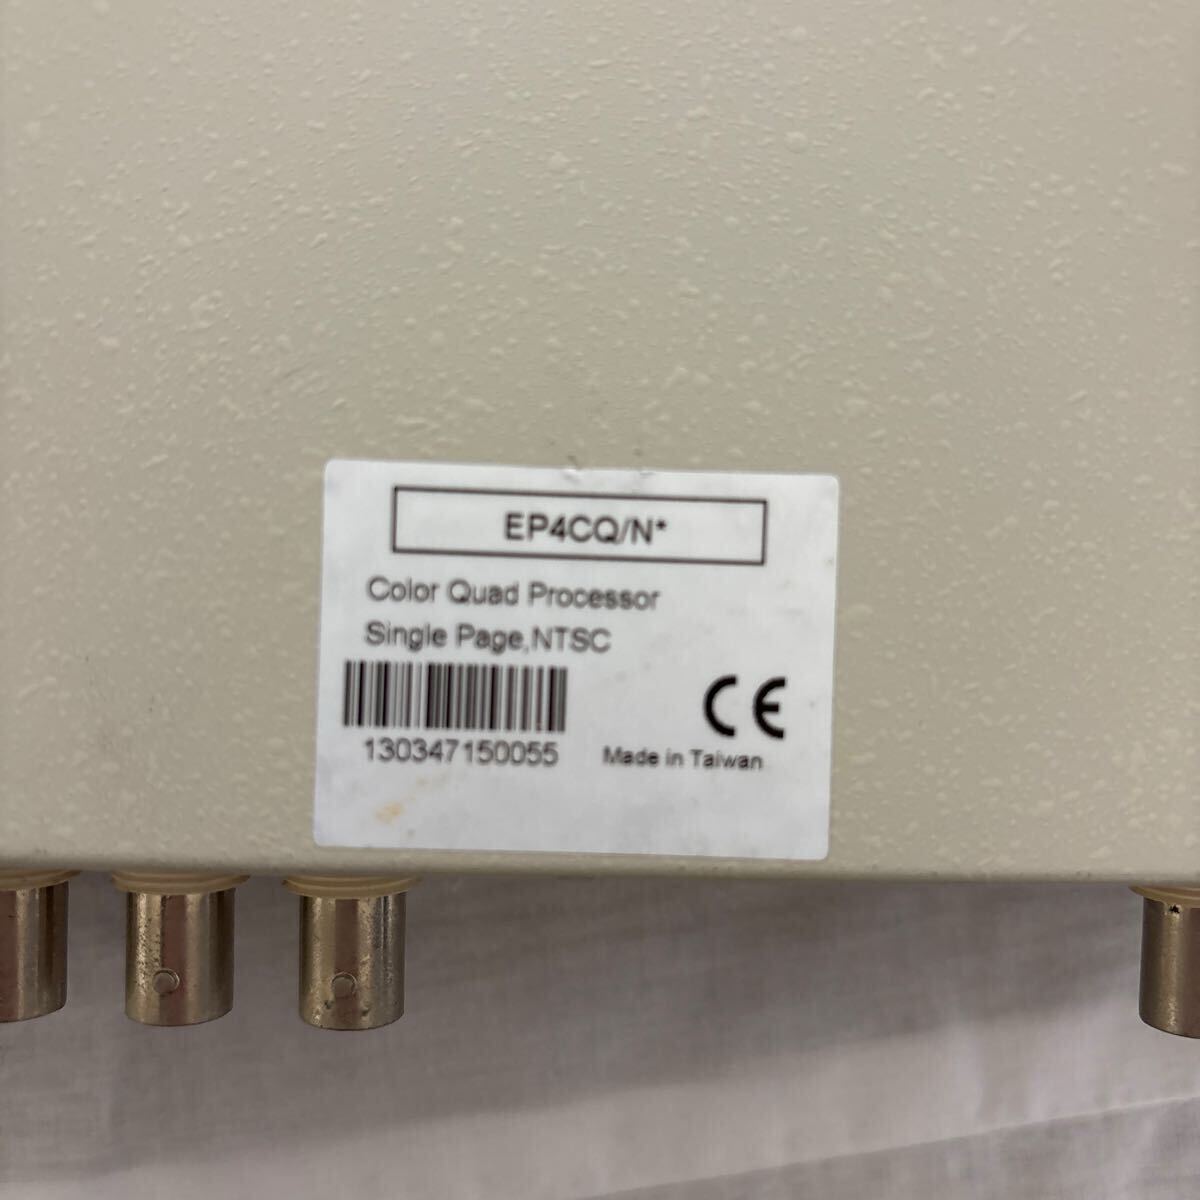 EP4CQ/N*
Color Quad Processor
Single Page,NTSC
130347150055
CE
Made in Taiwan